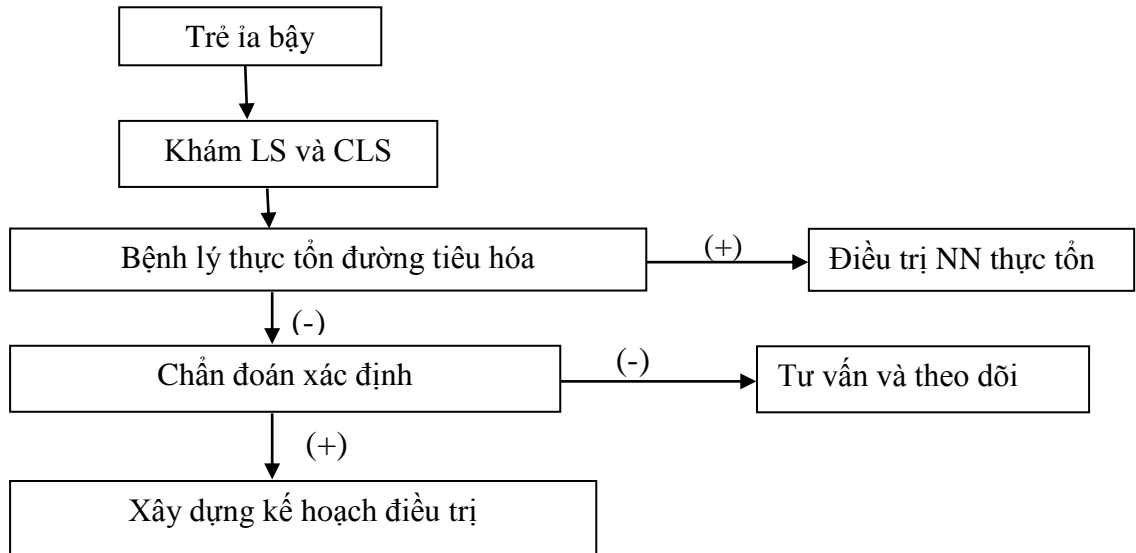 Trẻ ỉa bậy
Khám LS và CLS
Bệnh lý thực tổn đường tiêu hóa
(+)
Điều trị NN thực tổn
(-)
Chẩn đoán xác định
(-)
Tư vấn và theo dõi
(+)
Xây dựng kế hoạch điều trị